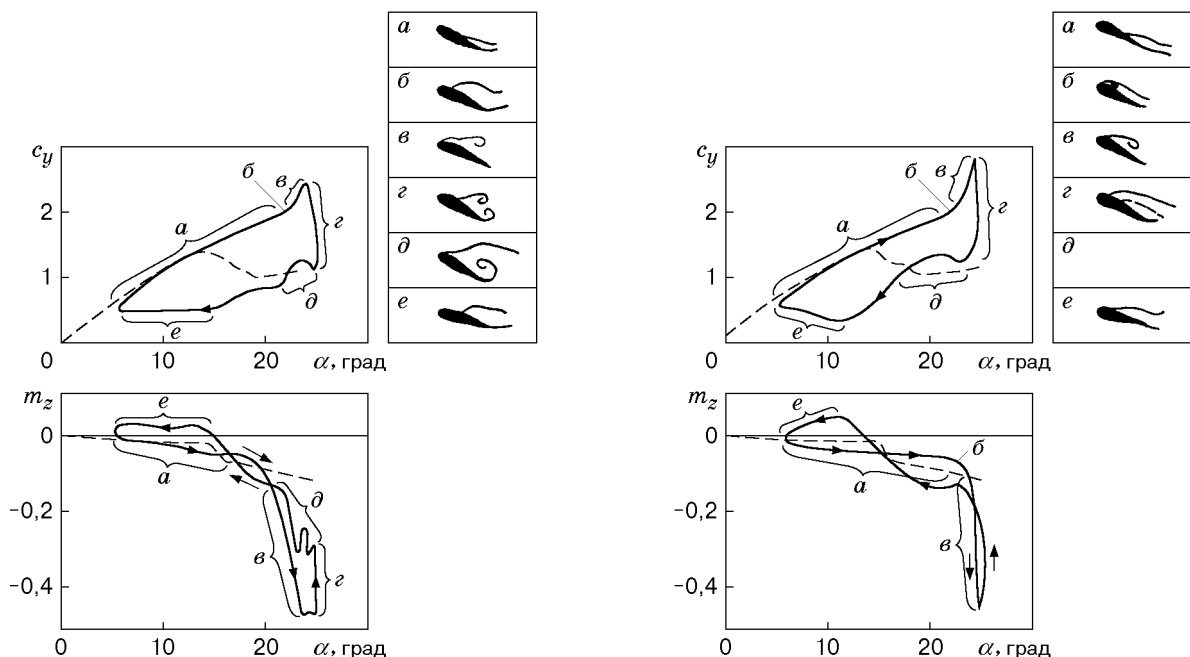 а
б
в
г
д
е
c_y
2
1
0
10
20
α, град
а
б
в
г
д
е
m_z
0
−0,2
−0,4
0
10
20
α, град
е
а
д
в
г
а
б
в
г
д
е
c_y
2
1
0
10
20
α, град
а
б
в
г
д
е
m_z
0
−0,2
−0,4
0
10
20
α, град
е
б
а
в